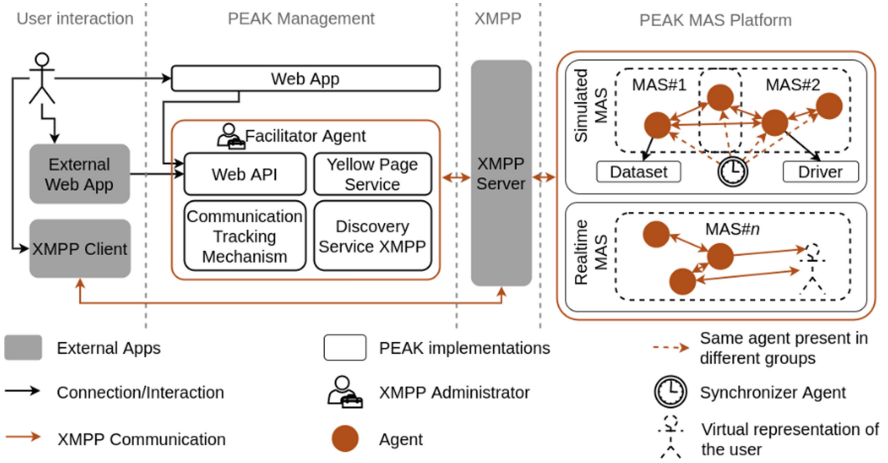 User interaction
PEAK Management
XMPP
PEAK MAS Platform
Web App
Facilitator Agent
Web API
Yellow Page
Service
Communication
Tracking
Mechanism
Discovery
Service XMPP
External
Web App
XMPP Client
XMPP
Server
Simulated
MAS
MAS#1
MAS#2
Dataset
Driver
Realtime
MAS
MAS#n
External Apps
PEAK implementations
Same agent present in
different groups
Connection/Interaction
XMPP Administrator
Synchronizer Agent
XMPP Communication
Agent
Virtual representation of
the user